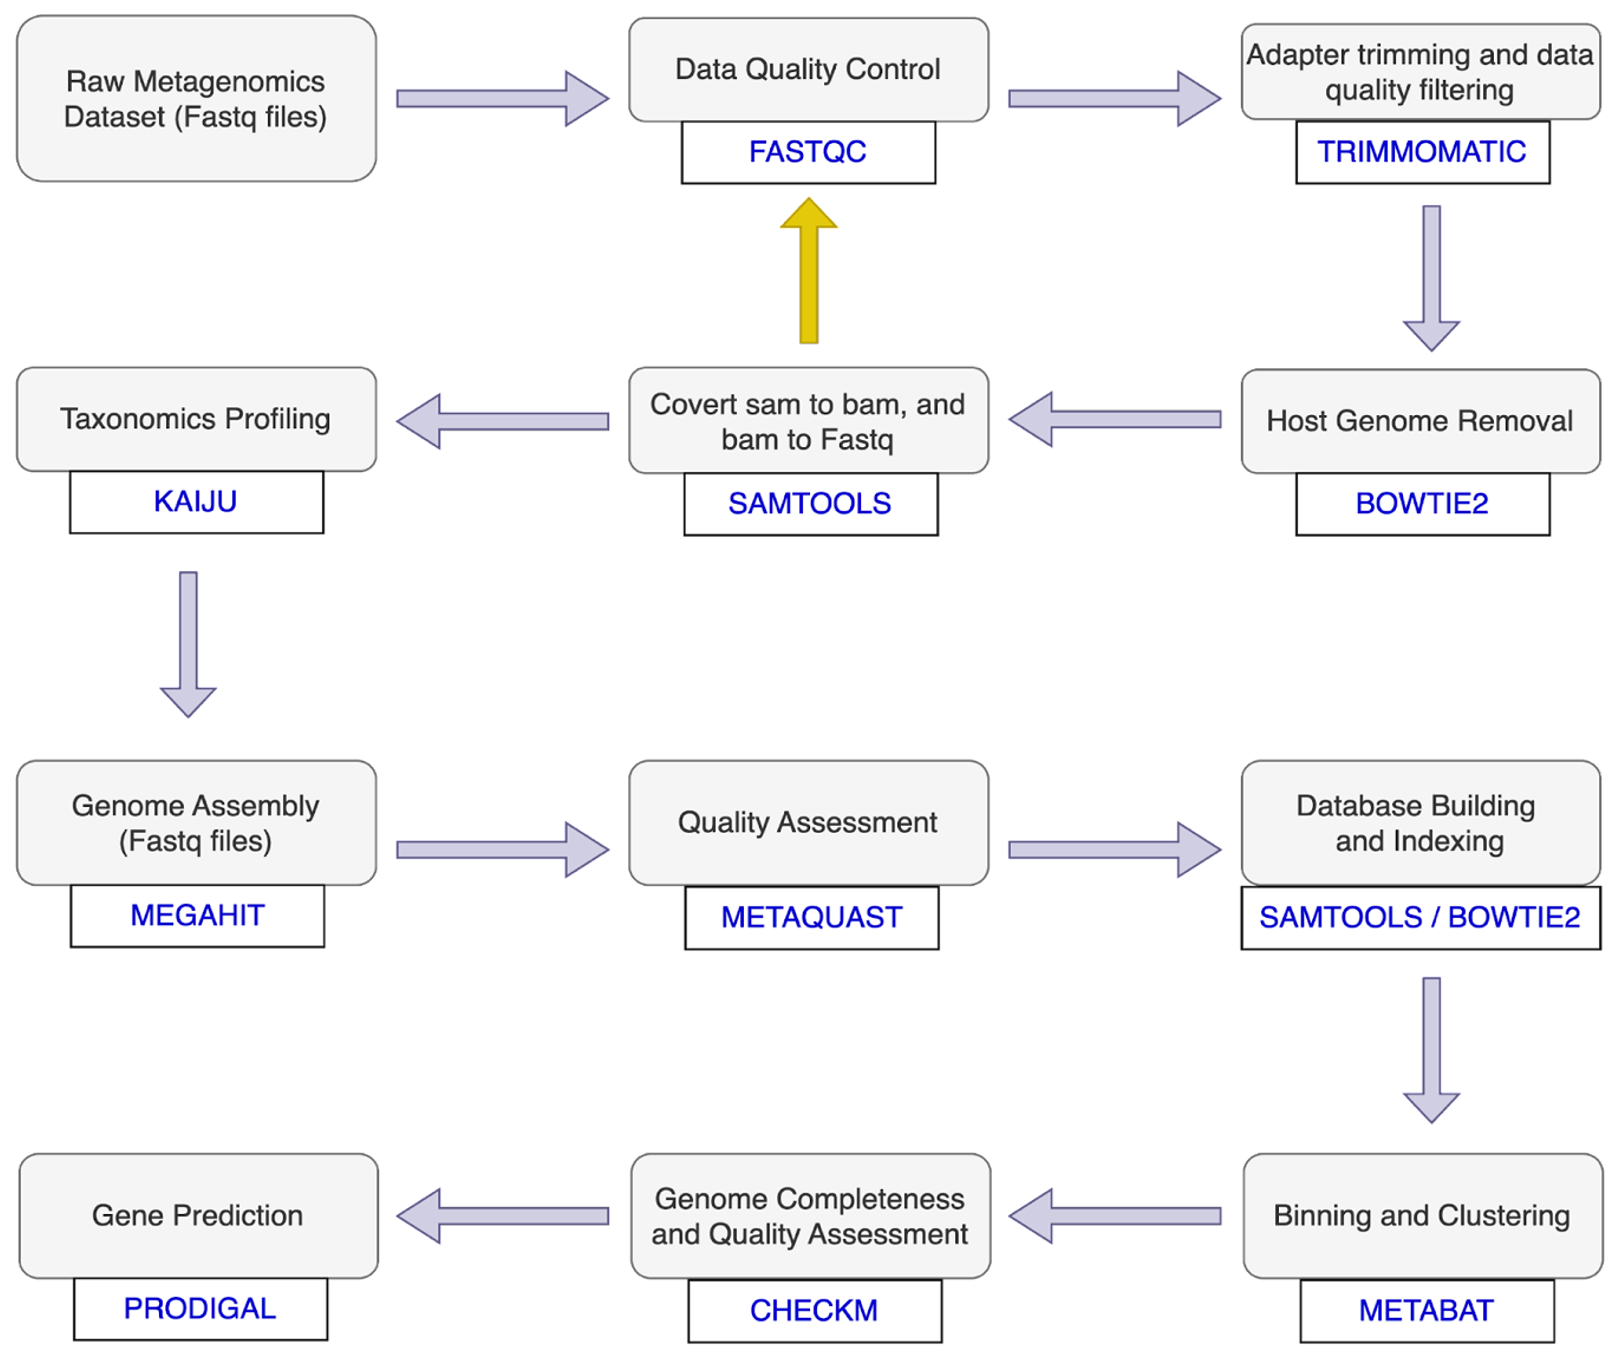 Raw Metagenomics
Dataset (Fastq files)
Data Quality Control
FASTQC
Adapter trimming and data
quality filtering
TRIMMOMATIC
Taxonomics Profiling
KAIJU
Covert sam to bam, and
bam to Fastq
SAMTOOLS
Host Genome Removal
BOWTIE2
Genome Assembly
(Fastq files)
MEGAHIT
Quality Assessment
METAQUAST
Database Building
and Indexing
SAMTOOLS / BOWTIE2
Gene Prediction
PRODIGAL
Genome Completeness
and Quality Assessment
CHECKM
Binning and Clustering
METABAT